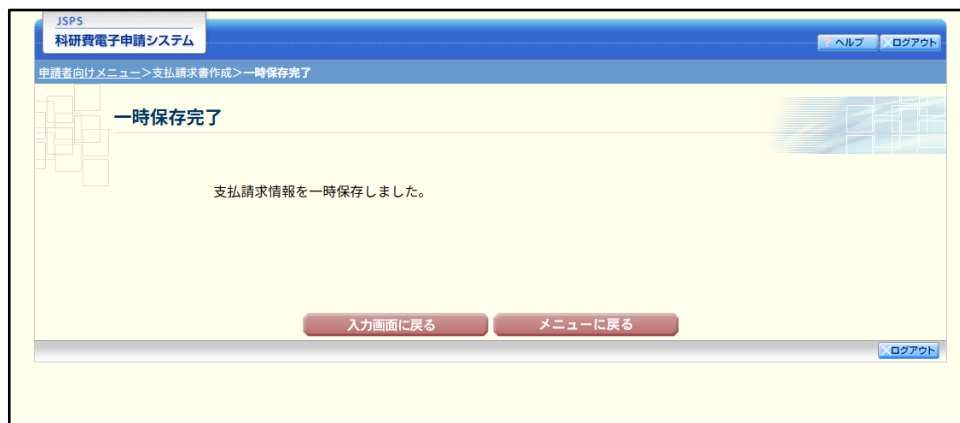 JSPS
科研費電子申請システム
? ヘルプ ×ログアウト
申請者向けメニュー>支払請求書作成>一時保存完了
一時保存完了
支払請求情報を一時保存しました。
入力画面に戻る メニューに戻る
×ログアウト